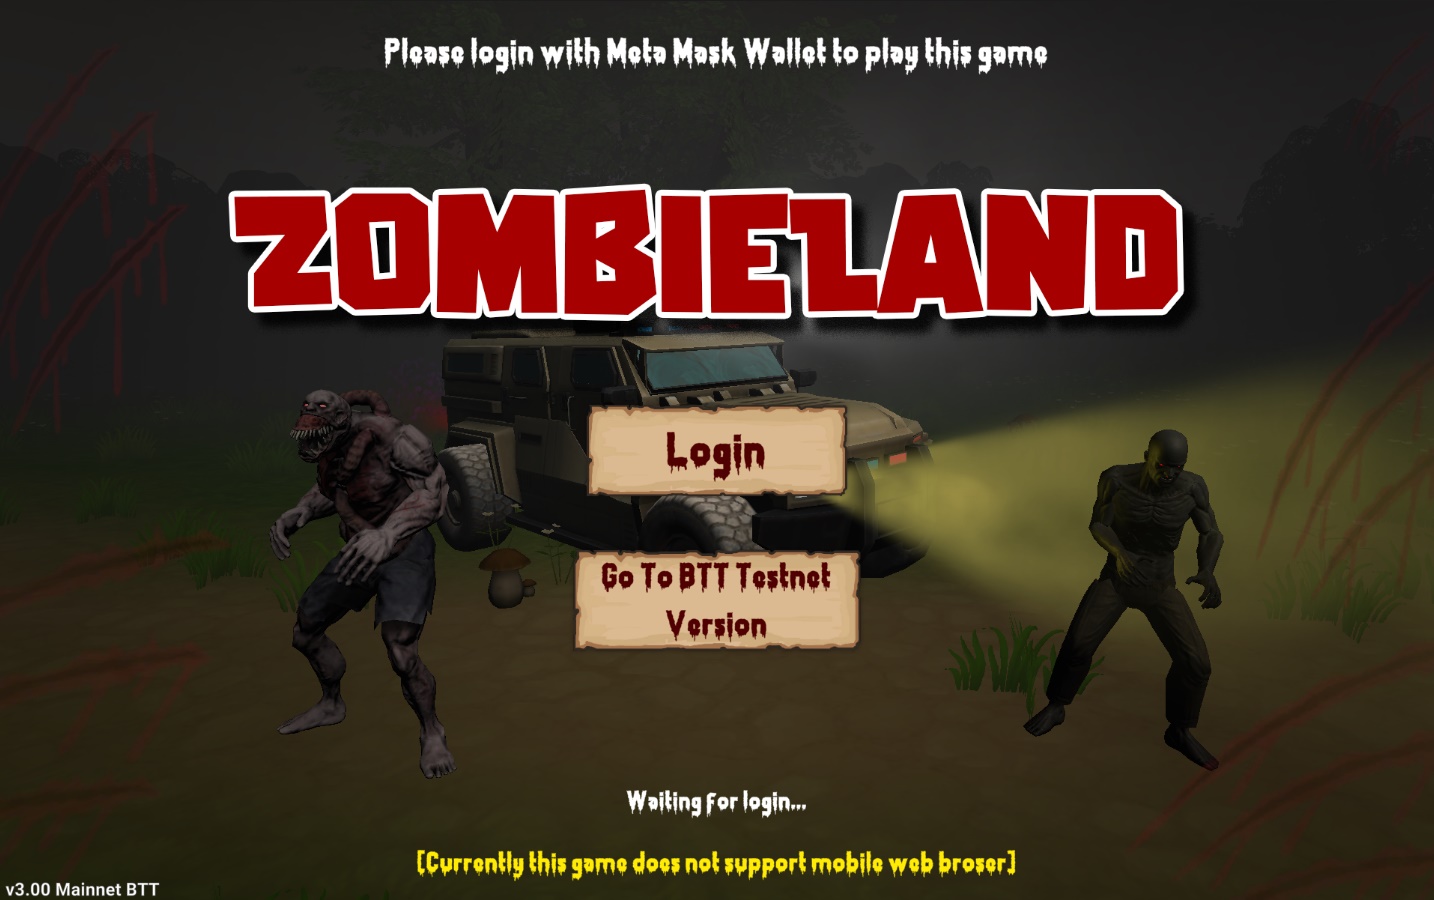 Please login with Meta Mask Wallet to play this game
ZOMBIELAND
Login
Go To BTT Testnet
Version
Waiting for login...
[Currently this game does not support mobile web broser]
v3.00 Mainnet BTT